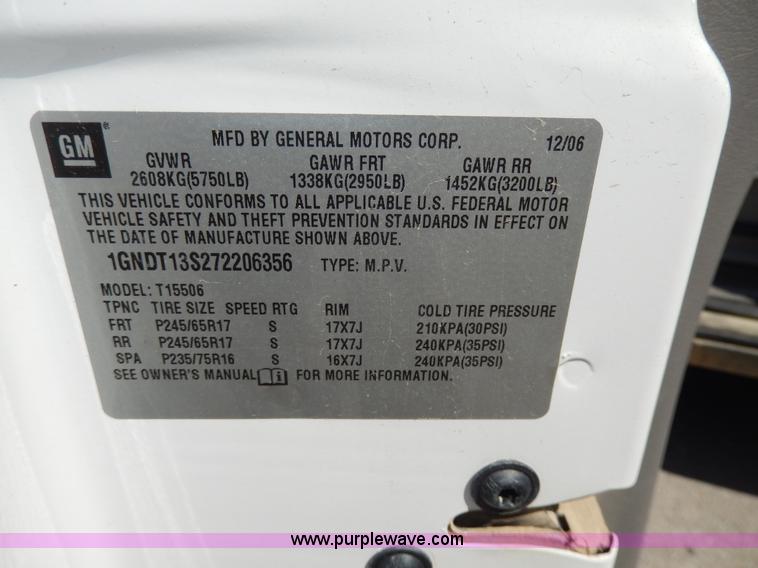 GM ® MFD BY GENERAL MOTORS CORP. 12/06
GVWR GAWR FRT GAWR RR
2608KG(5750LB) 1338KG(2950LB) 1452KG(3200LB)
THIS VEHICLE CONFORMS TO ALL APPLICABLE U.S. FEDERAL MOTOR
VEHICLE SAFETY AND THEFT PREVENTION STANDARDS IN EFFECT ON
THE DATE OF MANUFACTURE SHOWN ABOVE.
1GNDT13S272206356 TYPE: M.P.V.
MODEL: T15506
TPNC TIRE SIZE SPEED RTG RIM COLD TIRE PRESSURE
FRT P245/65R17 S 17X7J 210KPA(30PSI)
RR P245/65R17 S 17X7J 240KPA(35PSI)
SPA P235/75R16 S 16X7J 240KPA(35PSI)
SEE OWNER'S MANUAL FOR MORE INFORMATION.
www.purplewave.com